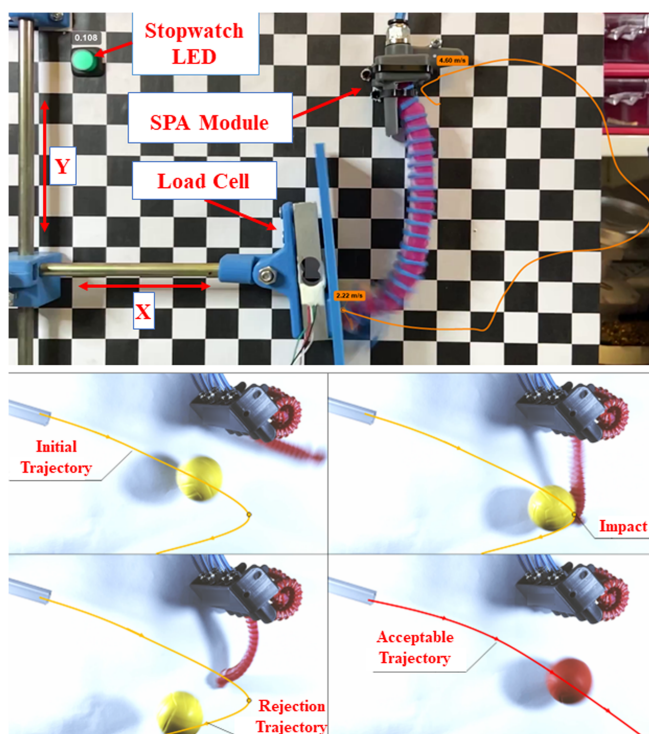 0.108
Stopwatch
LED
4.60 m/s
SPA Module
Y
Load Cell
X
2.22 m/s
Initial
Trajectory
Impact
Rejection
Trajectory
Acceptable
Trajectory